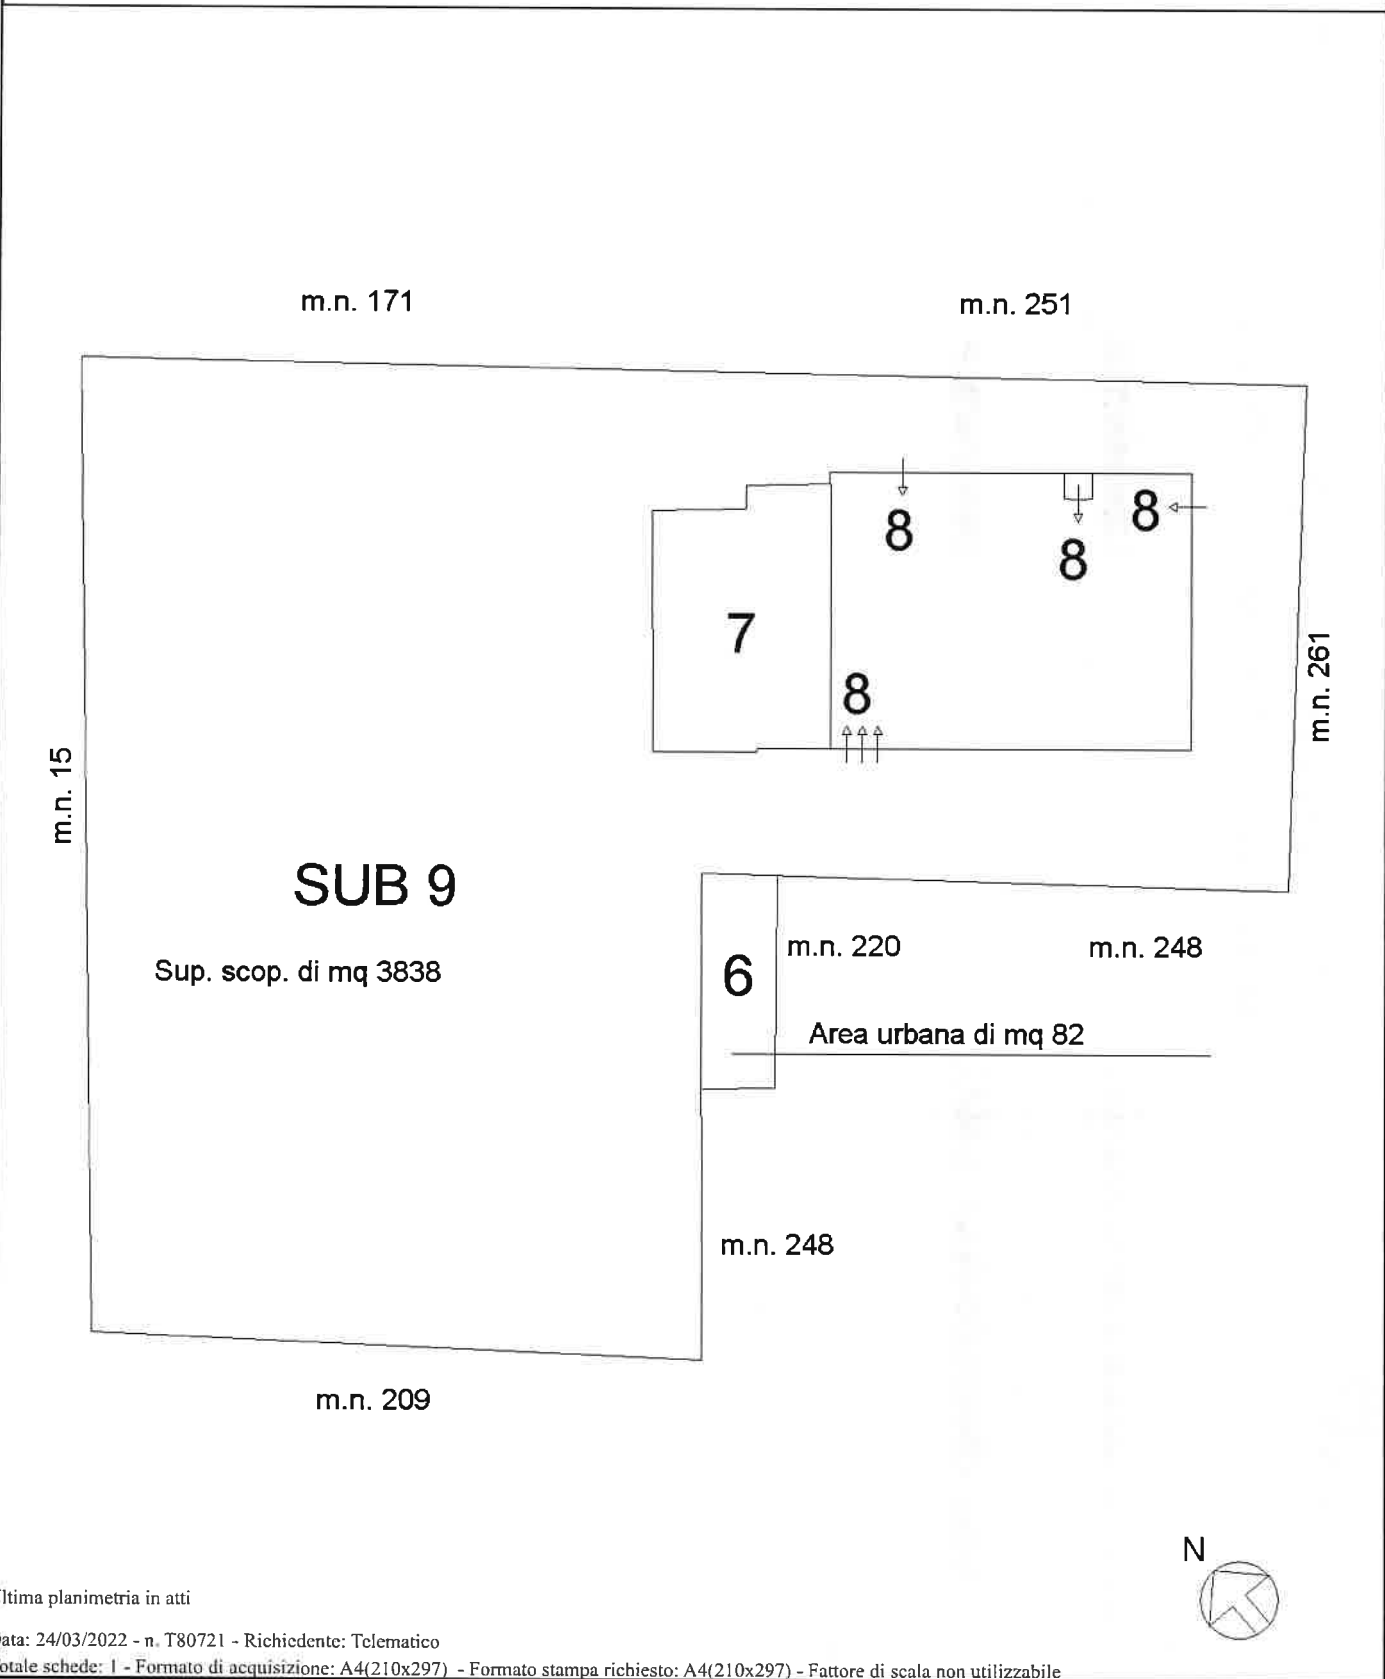 m.n. 171
m.n. 251
8
8
8
7
m.n. 261
8
m.n. 15
SUB 9
m.n. 220
m.n. 248
6
Sup. scop. di mq 3838
Area urbana di mq 82
m.n. 248
m.n. 209
N
ltima planimetria in atti
ata: 24/03/2022 - n. T80721 - Richiedente: Telematico
otale schede: 1 - Formato di acquisizione: A4(210x297) - Formato stampa richiesto: A4(210x297) - Fattore di scala non utilizzabile